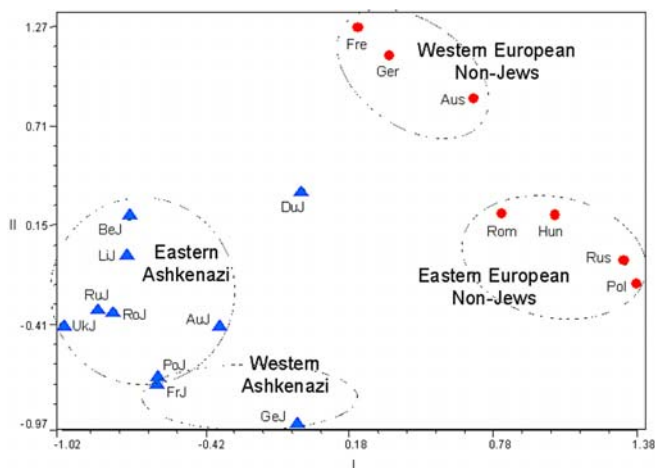 1.27
Fre
Western European
Non-Jews
Ger
Aus
0.71
DuJ
II
0.15
BeJ
Rom
Hun
LiJ
Eastern
Ashkenazi
Rus
Eastern European
Non-Jews
Pol
RuJ
RoJ
AuJ
UkJ
-0.41
PoJ
Western
Ashkenazi
FrJ
GeJ
-0.97
-1.02
-0.42
0.18
0.78
1.38
I